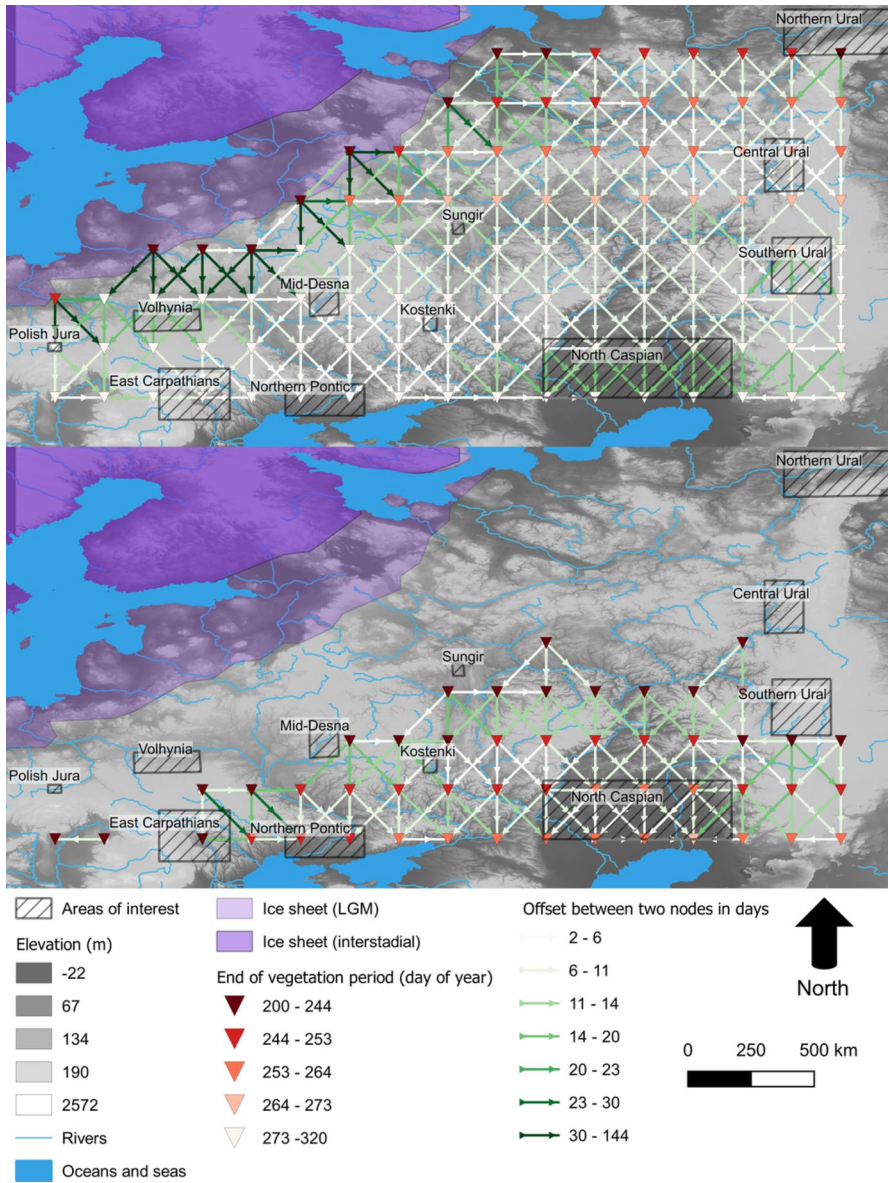 Northern Ural
Central Ural
Sungir
Southern Ural
Mid-Desna
Volhynia
Kostenki
Polish Jura
North Caspian
East Carpathians
Northern Pontic
Northern Ural
Central Ural
Sungir
Southern Ural
Mid-Desna
Volhynia
Kostenki
Polish Jura
North Caspian
East Carpathians
Northern Pontic
Areas of interest
Elevation (m)
-22
67
134
190
2572
Rivers
Oceans and seas
Ice sheet (LGM)
Ice sheet (interstadial)
End of vegetation period (day of year)
200 - 244
244 - 253
253 - 264
264 - 273
273 -320
Offset between two nodes in days
2 - 6
6 - 11
11 - 14
14 - 20
20 - 23
23 - 30
30 - 144
North
0 250 500 km